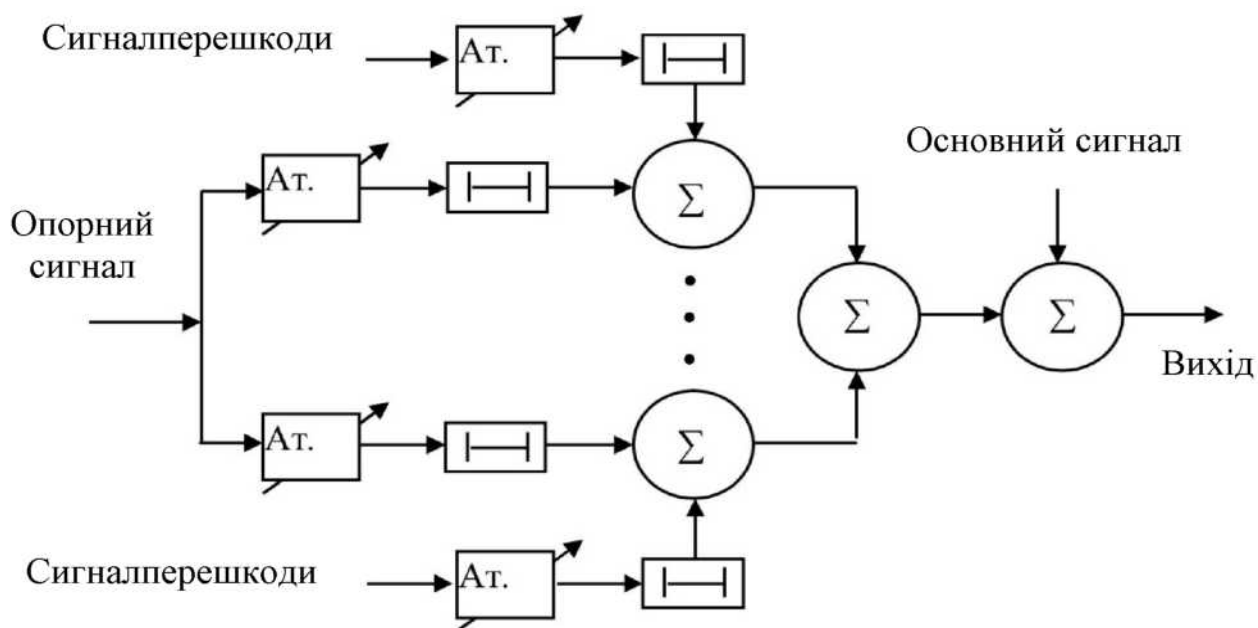 Сигналперешкоди
Ат.
Основний сигнал
Ат.
Σ
Опорний
сигнал
Σ
Σ
Вихід
Ат.
Σ
Сигналперешкоди
Ат.